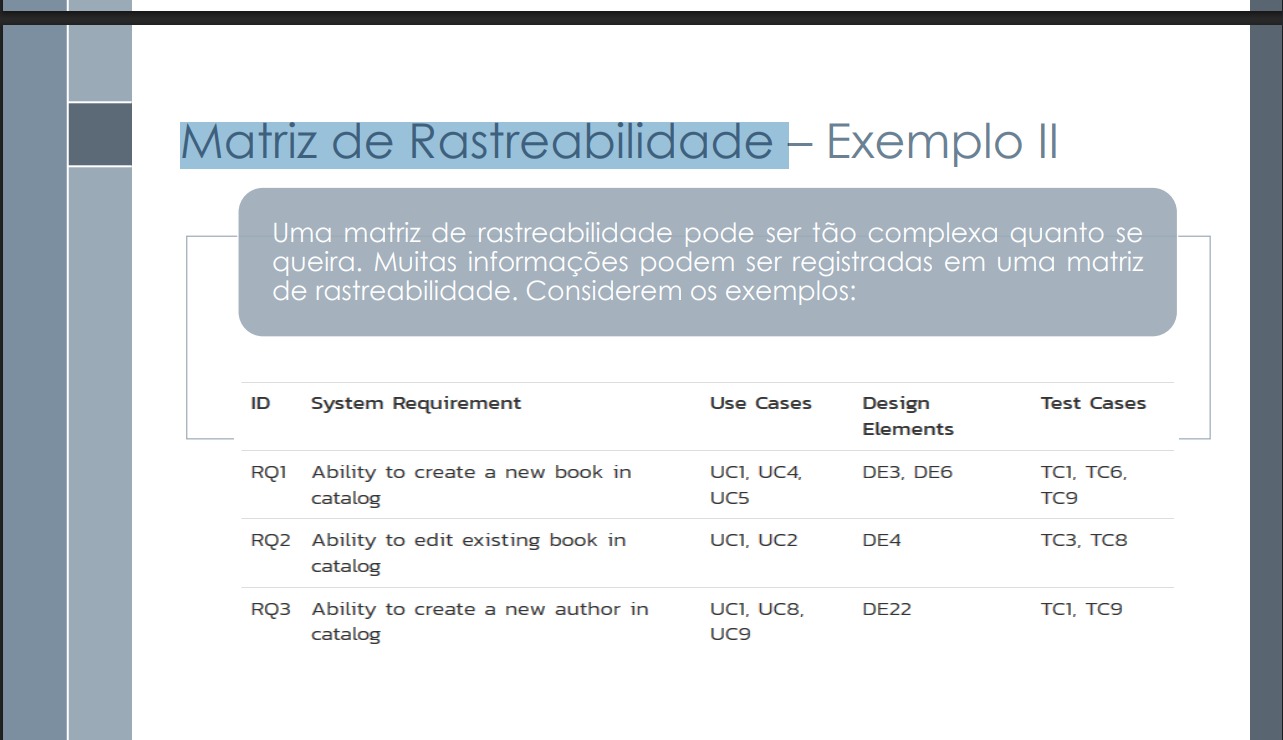 Matriz de Rastreabilidade – Exemplo II
Uma matriz de rastreabilidade pode ser tão complexa quanto se
queira. Muitas informações podem ser registradas em uma matriz
de rastreabilidade. Considerem os exemplos:
ID System Requirement Use Cases Design Elements Test Cases
RQ1 Ability to create a new book in catalog UC1, UC4, UC5 DE3, DE6 TC1, TC6, TC9
RQ2 Ability to edit existing book in catalog UC1, UC2 DE4 TC3, TC8
RQ3 Ability to create a new author in catalog UC1, UC8, UC9 DE22 TC1, TC9